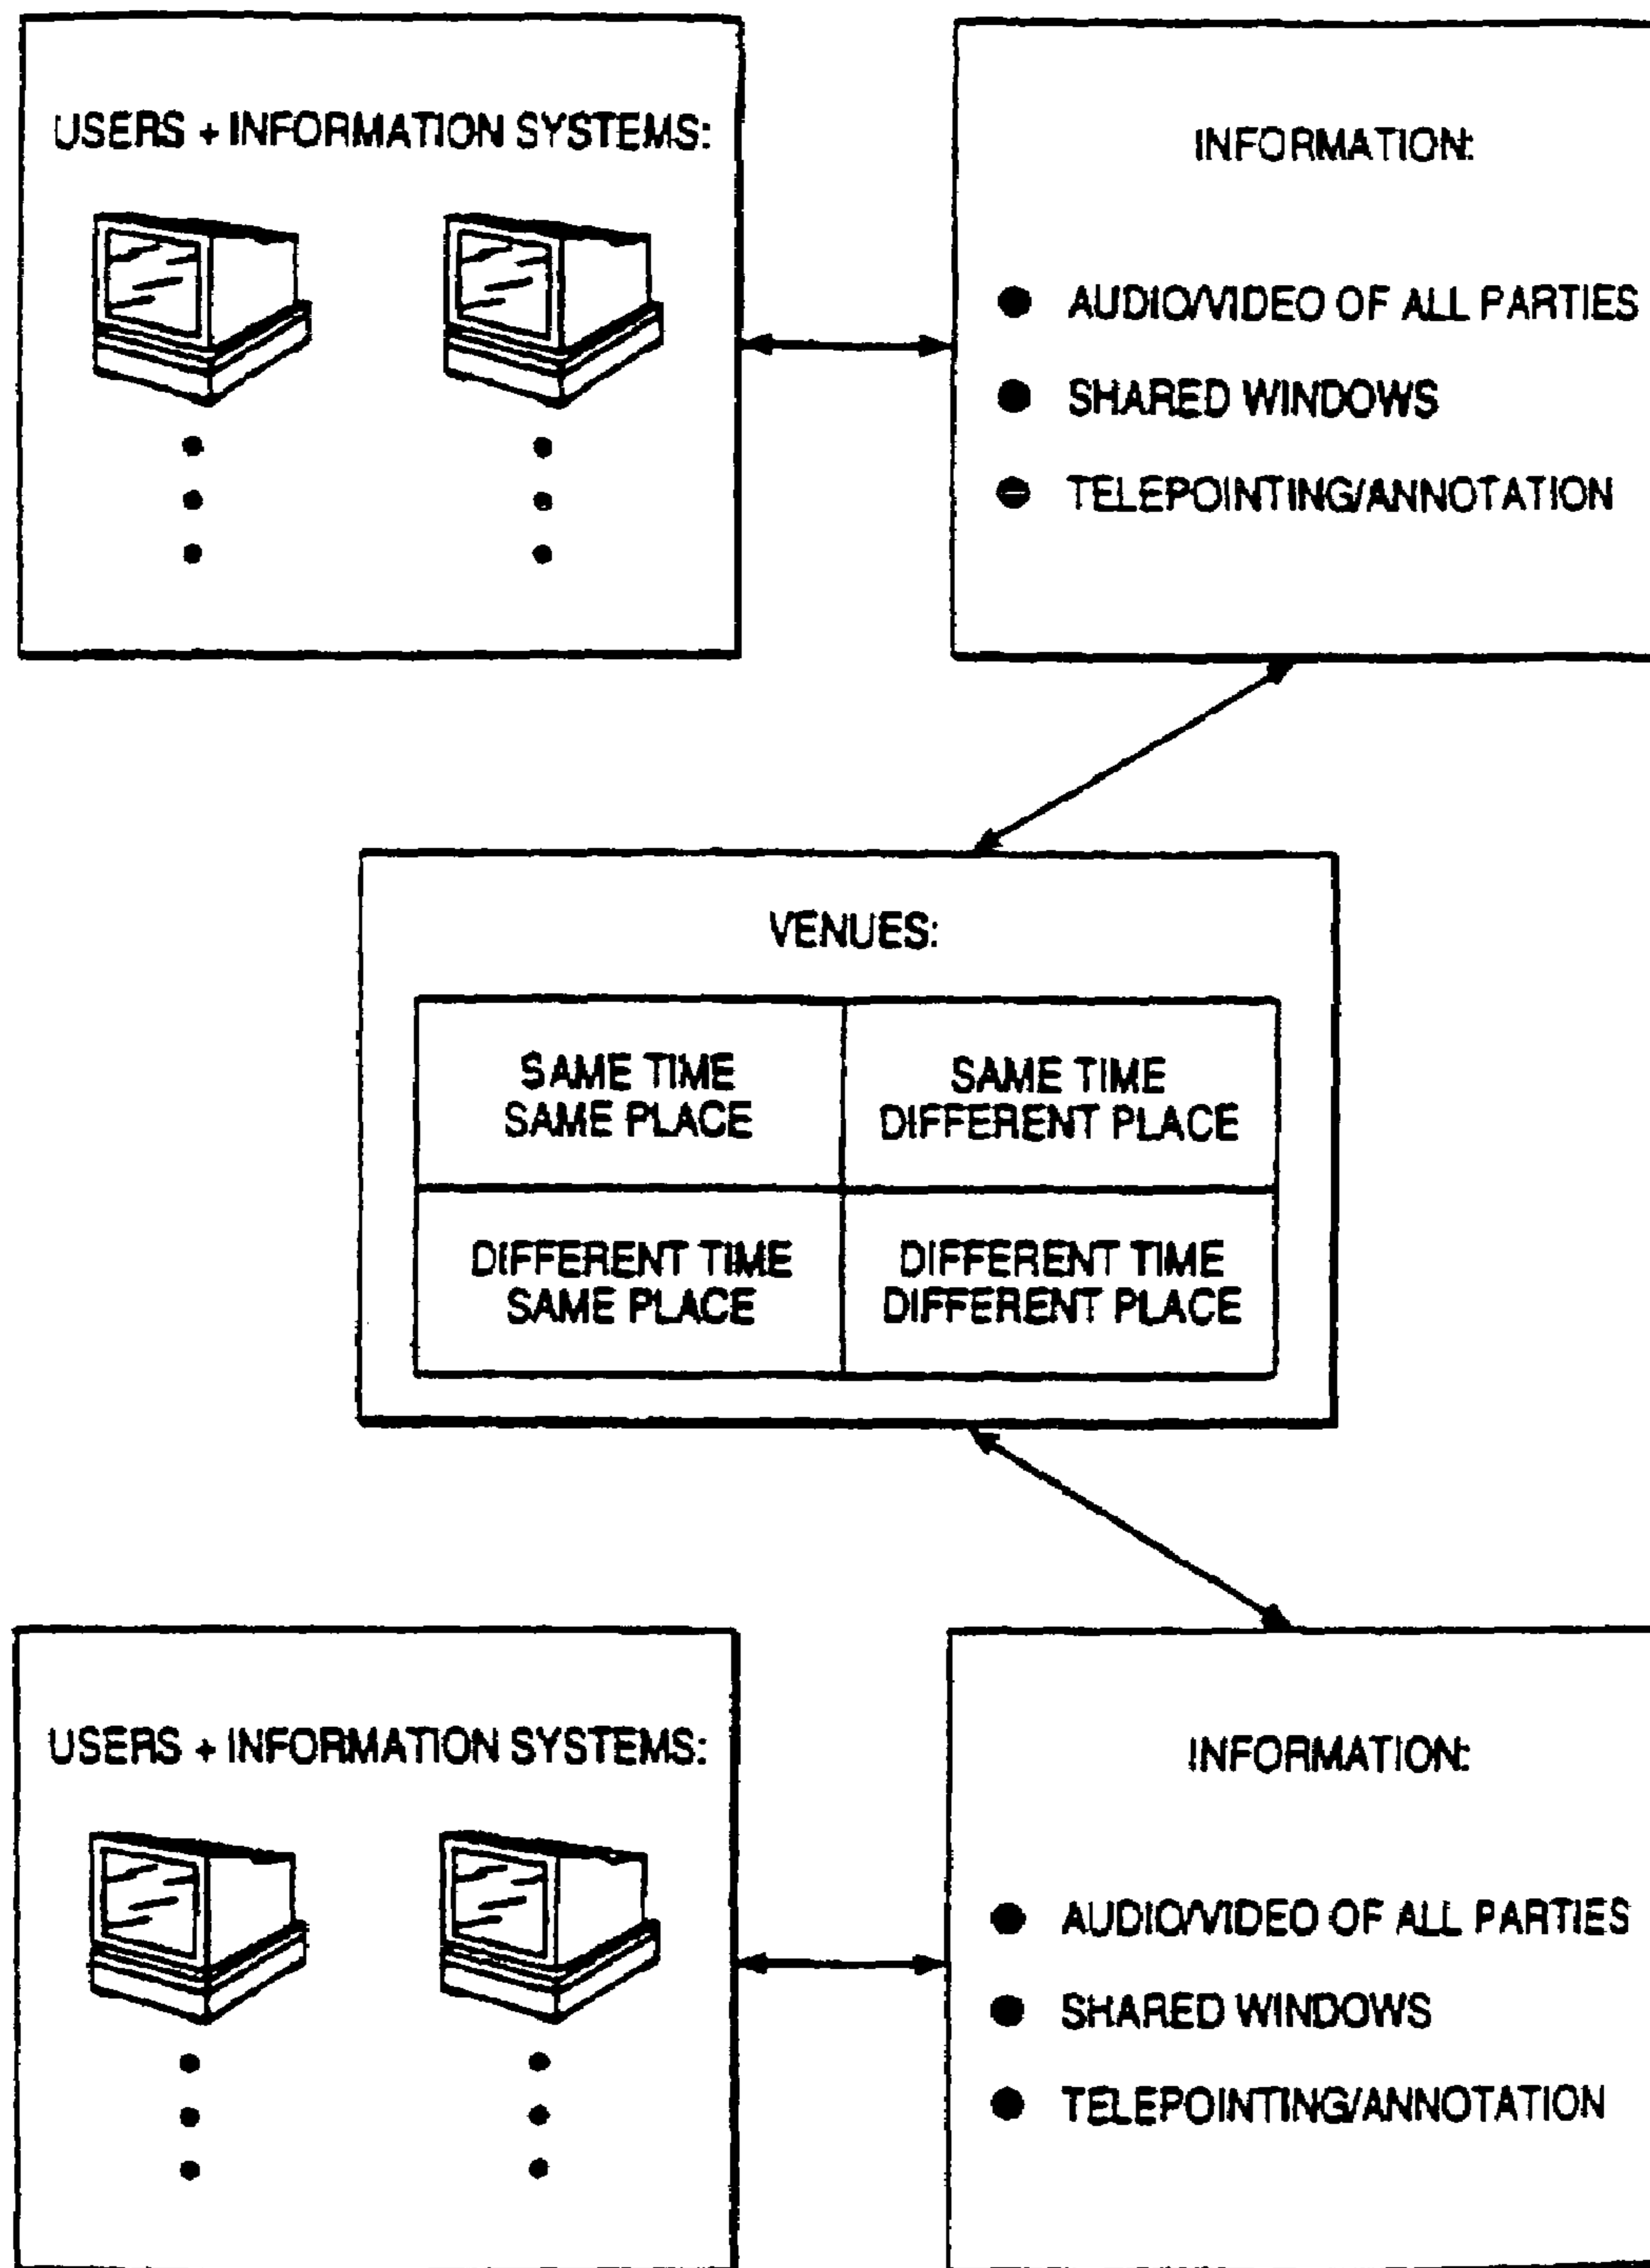 USERS + INFORMATION SYSTEMS:
INFORMATION:
● AUDIO/VIDEO OF ALL PARTIES
● SHARED WINDOWS
● TELEPOINTING/ANNOTATION
VENUES:
SAME TIME
SAME PLACE
SAME TIME
DIFFERENT PLACE
DIFFERENT TIME
SAME PLACE
DIFFERENT TIME
DIFFERENT PLACE
USERS + INFORMATION SYSTEMS:
INFORMATION:
● AUDIO/VIDEO OF ALL PARTIES
● SHARED WINDOWS
● TELEPOINTING/ANNOTATION